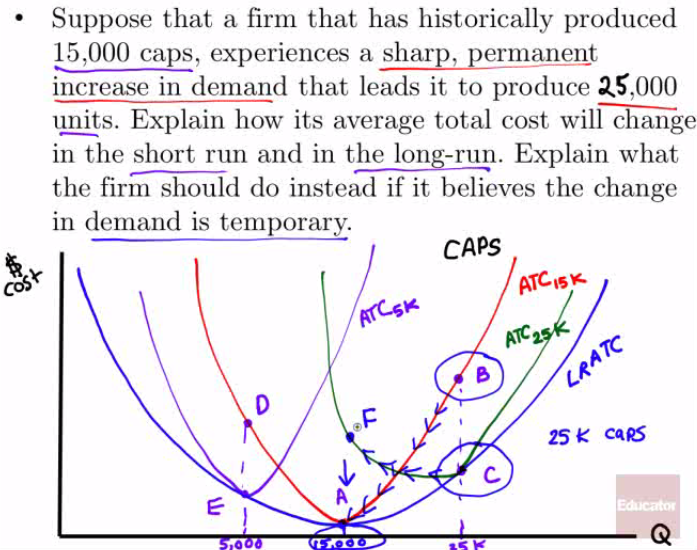 • Suppose that a firm that has historically produced
15,000 caps, experiences a sharp, permanent
increase in demand that leads it to produce 25,000
units. Explain how its average total cost will change
in the short run and in the long-run. Explain what
the firm should do instead if it believes the change
in demand is temporary.
$
COST
CAPS
ATC5K
ATC15K
ATC25K
LRATC
B
D
F
25K CAPS
C
E
A
Educator
5,000
15,000
25K
Q